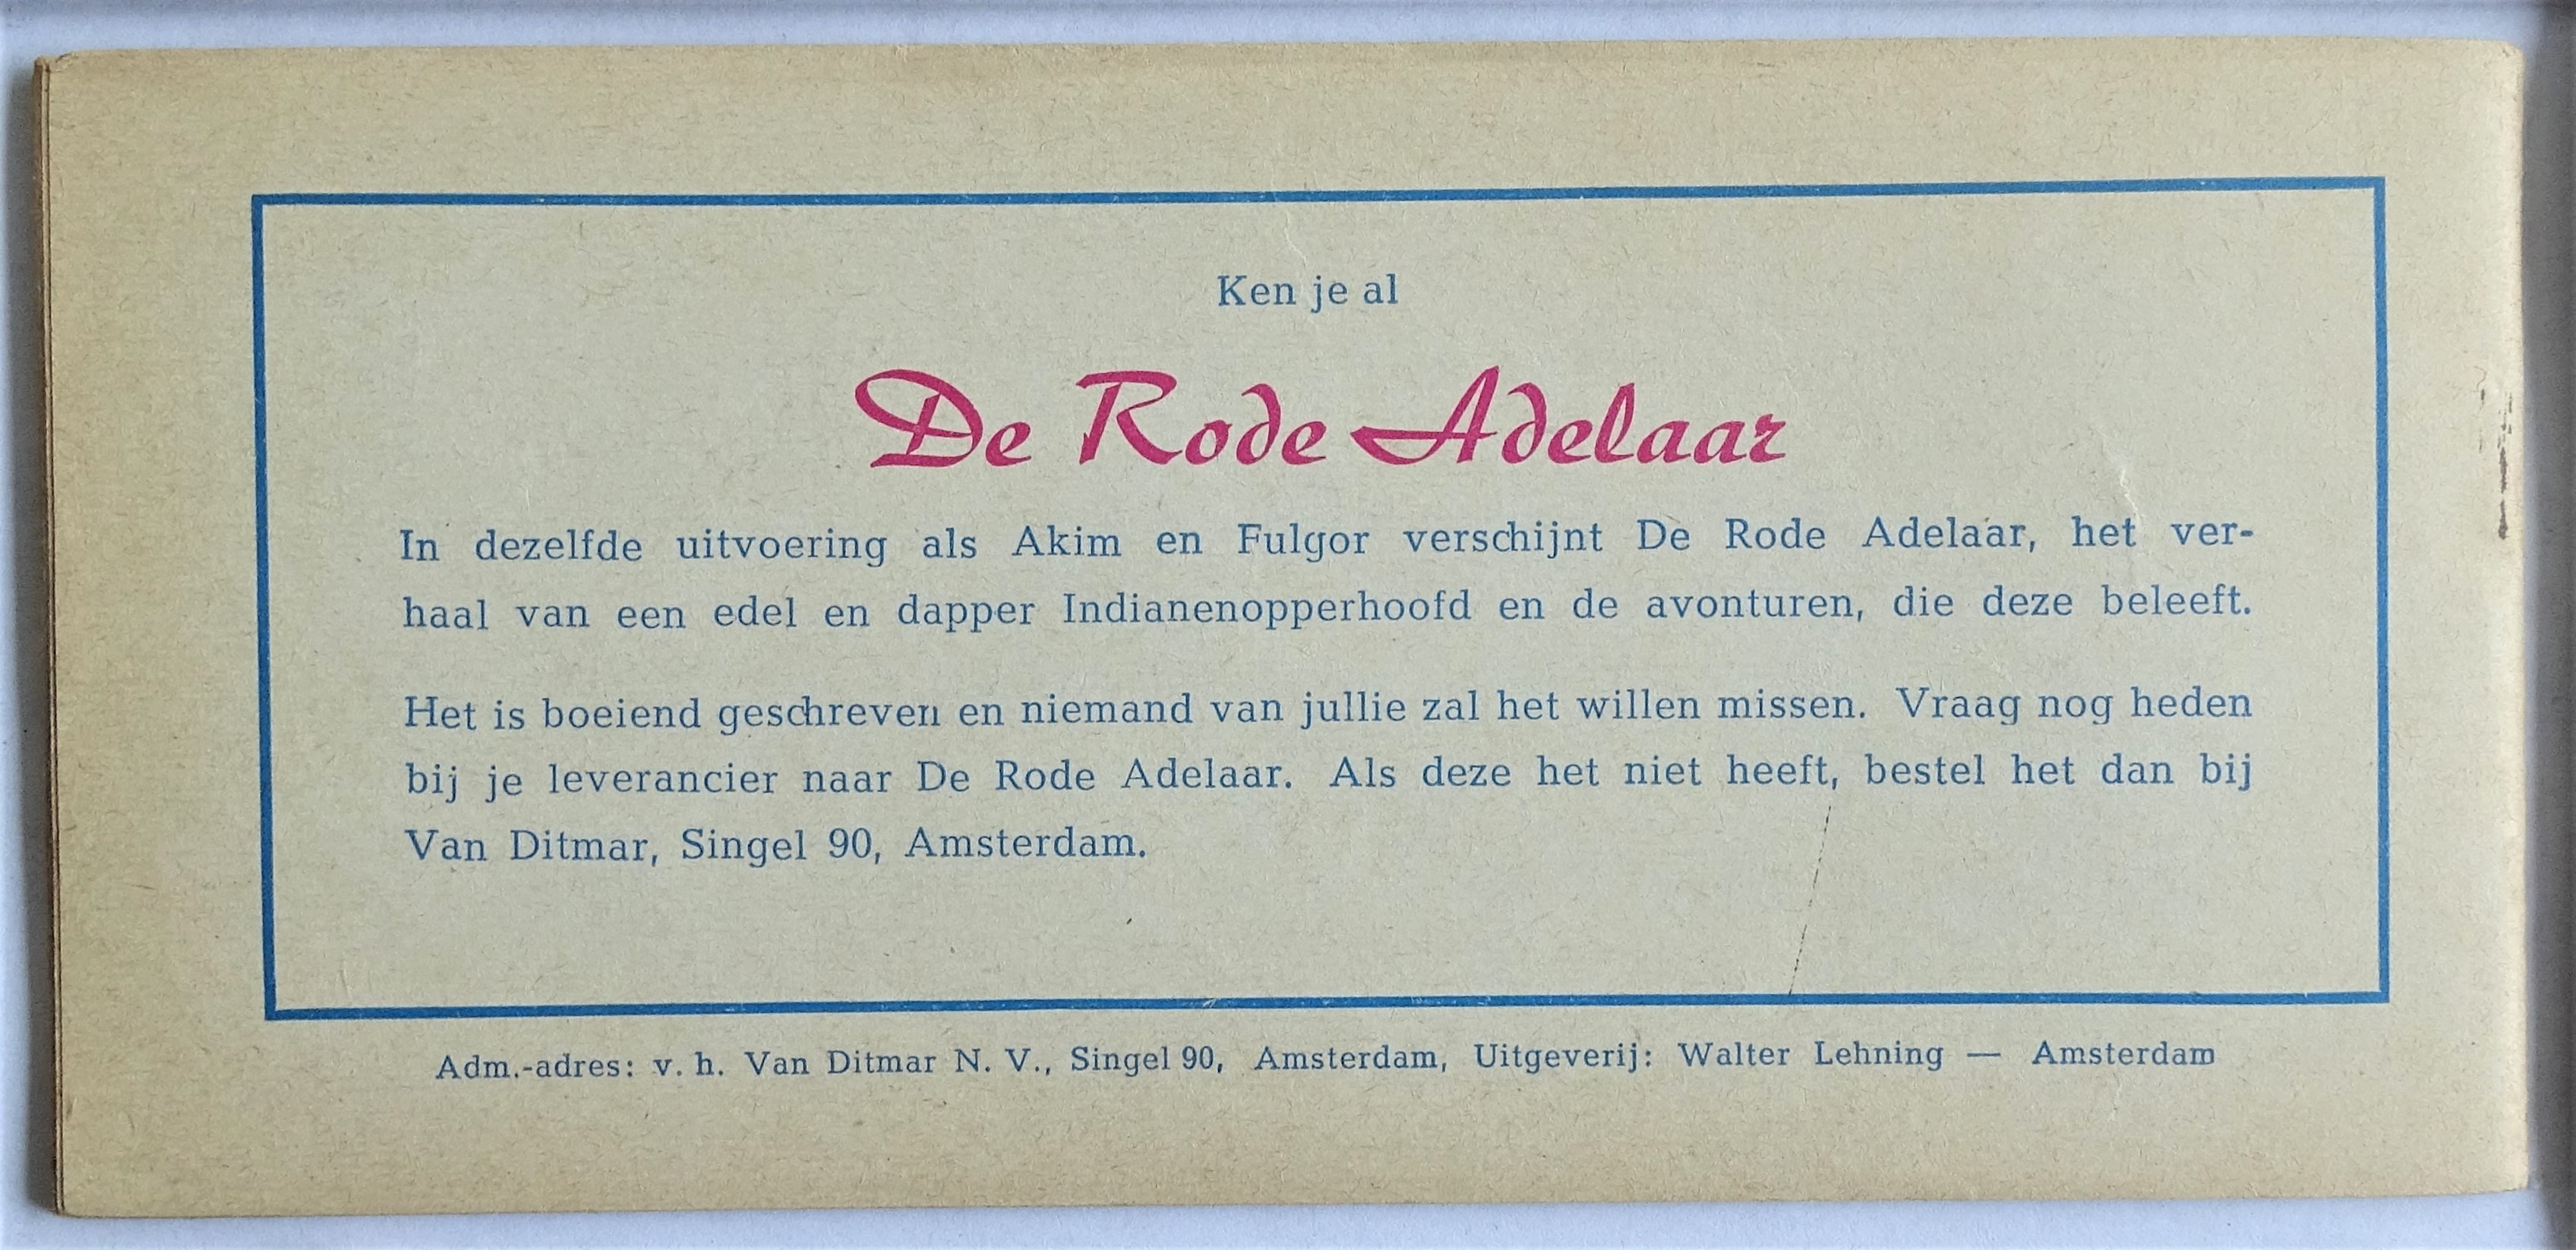 Ken je al
De Rode Adelaar
In dezelfde uitvoering als Akim en Fulgor verschijnt De Rode Adelaar, het ver-
haal van een edel en dapper Indianenopperhoofd en de avonturen, die deze beleeft.
Het is boeiend geschreven en niemand van jullie zal het willen missen. Vraag nog heden
bij je leverancier naar De Rode Adelaar. Als deze het niet heeft, bestel het dan bij
Van Ditmar, Singel 90, Amsterdam.
Adm.-adres: v. h. Van Ditmar N. V., Singel 90, Amsterdam, Uitgeverij: Walter Lehning — Amsterdam